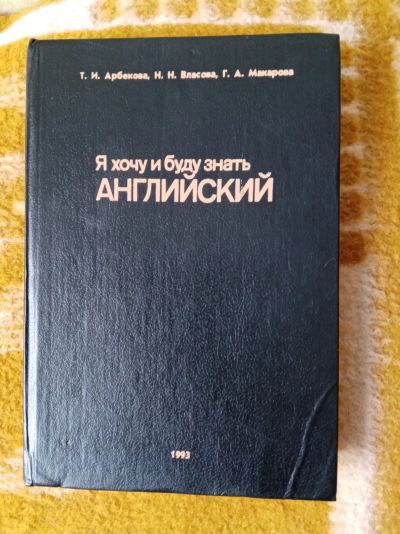 Т. И. Арбекова, Н. Н. Власова, Г. А. Макарова
Я хочу и буду знать
АНГЛИЙСКИЙ
1993